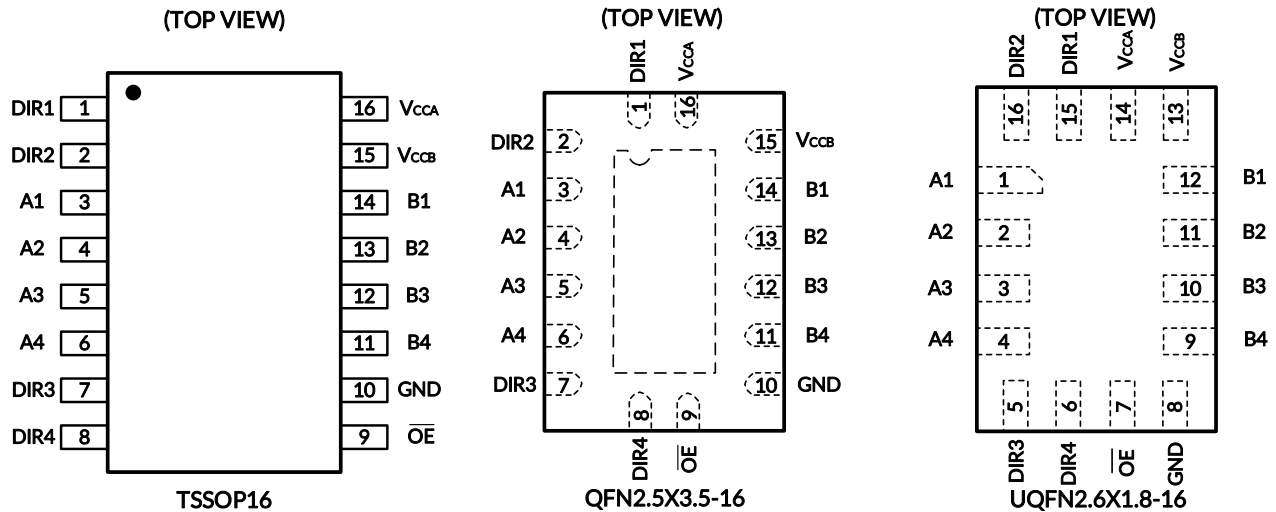 (TOP VIEW)
DIR1 1 16 VCCA
DIR2 2 15 VCCB
A1 3 14 B1
A2 4 13 B2
A3 5 12 B3
A4 6 11 B4
DIR3 7 10 GND
DIR4 8 9 O̅E̅
TSSOP16
(TOP VIEW)
DIR1 VCCA
1 16
DIR2 2 15 VCCB
A1 3 14 B1
A2 4 13 B2
A3 5 12 B3
A4 6 11 B4
DIR3 7 10 GND
8 9
DIR4 O̅E̅
QFN2.5X3.5-16
(TOP VIEW)
DIR2 DIR1 VCCA VCCB
16 15 14 13
A1 1 12 B1
A2 2 11 B2
A3 3 10 B3
A4 4 9 B4
5 6 7 8
DIR3 DIR4 O̅E̅ GND
UQFN2.6X1.8-16